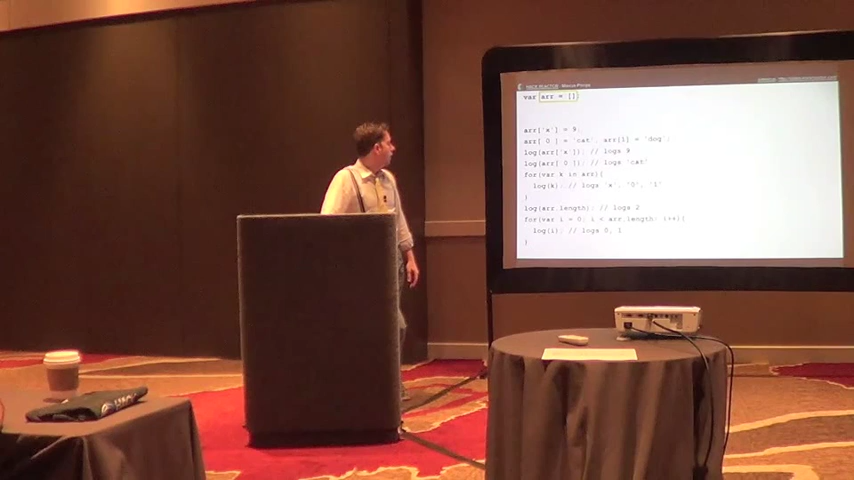 var arr = []
arr['x'] = 9;
arr[ 0 ] = 'cat', arr[1] = 'dog';
log(arr['x']); // logs 9
log(arr[ 0 ]); // logs 'cat'
for(var k in arr){
log(k); // logs 'x', '0', '1'
}
log(arr.length); // logs 2
for(var i = 0; i < arr.length; i++){
log(i); // logs 0, 1
}